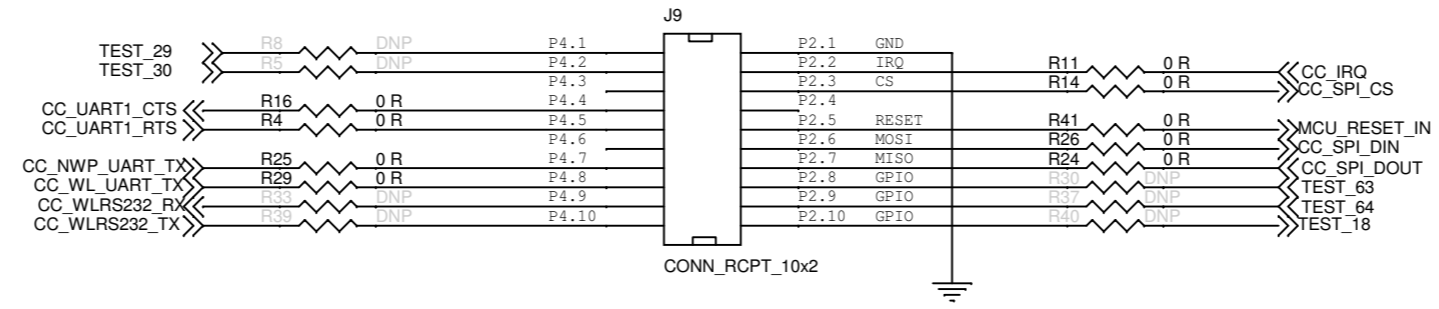 J9
TEST_29 R8 DNP P4.1 P2.1 GND
TEST_30 R5 DNP P4.2 P2.2 IRQ R11 0 R CC_IRQ
P4.3 P2.3 CS R14 0 R CC_SPI_CS
CC_UART1_CTS R16 0 R P4.4 P2.4
CC_UART1_RTS R4 0 R P4.5 P2.5 RESET R41 0 R MCU_RESET_IN
P4.6 P2.6 MOSI R26 0 R CC_SPI_DIN
CC_NWP_UART_TX R25 0 R P4.7 P2.7 MISO R24 0 R CC_SPI_DOUT
CC_WL_UART_TX R29 0 R P4.8 P2.8 GPIO R30 DNP TEST_63
CC_WLRS232_RX R33 DNP P4.9 P2.9 GPIO R37 DNP TEST_64
CC_WLRS232_TX R39 DNP P4.10 P2.10 GPIO R40 DNP TEST_18
CONN_RCPT_10x2